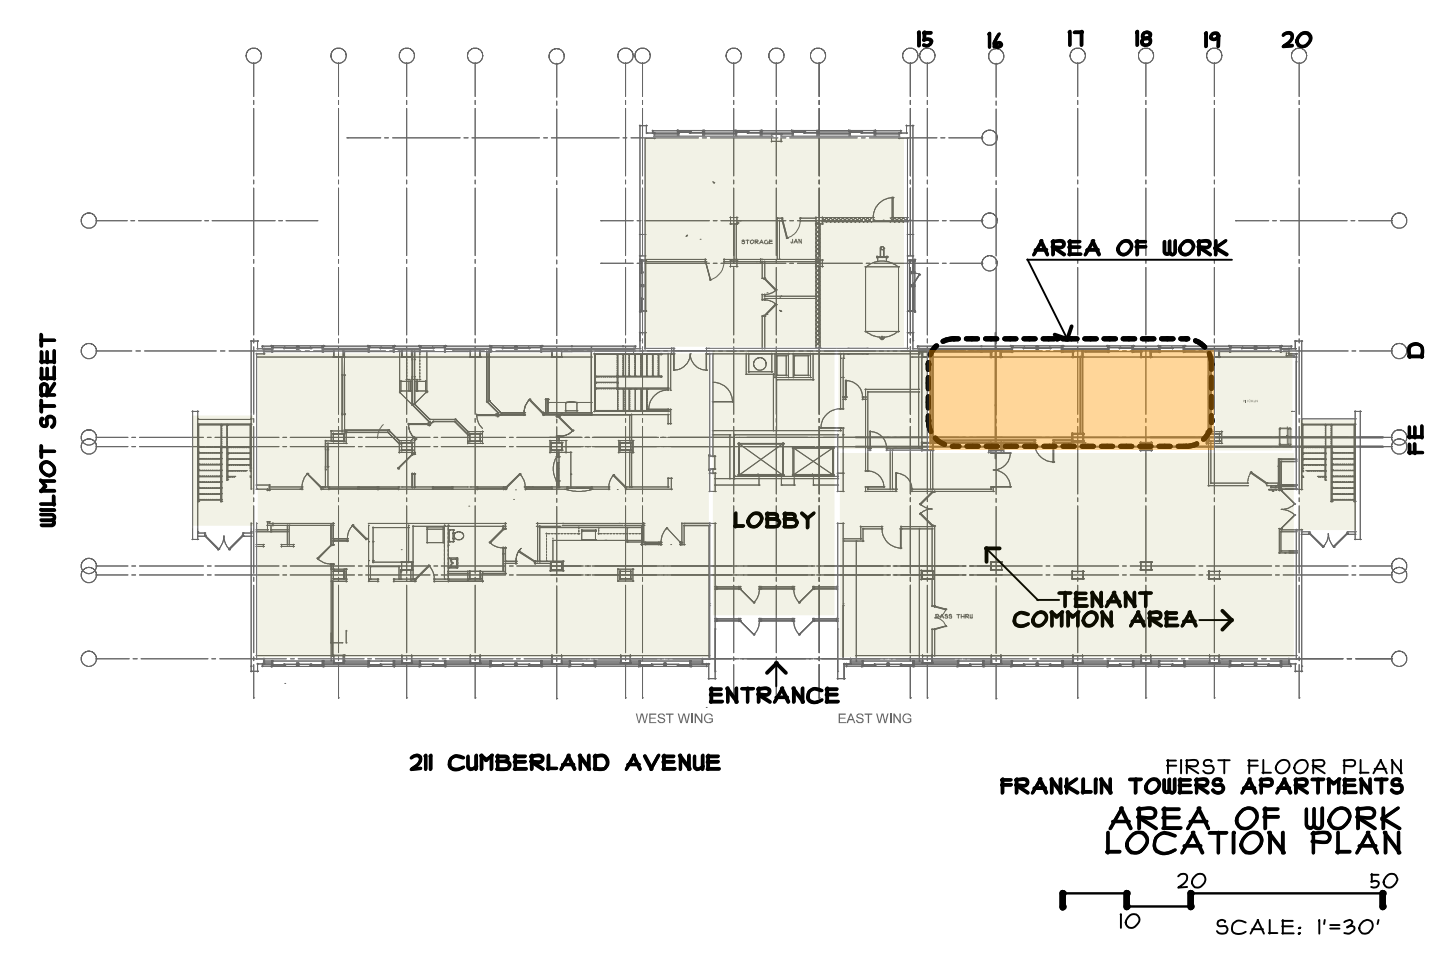 15 16 17 18 19 20
STORAGE JAN
AREA OF WORK
D
FE
WILMOT STREET
LOBBY
TENANT
COMMON AREA
PASS THRU
ENTRANCE
WEST WING EAST WING
211 CUMBERLAND AVENUE
FIRST FLOOR PLAN
FRANKLIN TOWERS APARTMENTS
AREA OF WORK
LOCATION PLAN
20 50
10
SCALE: 1'=30'